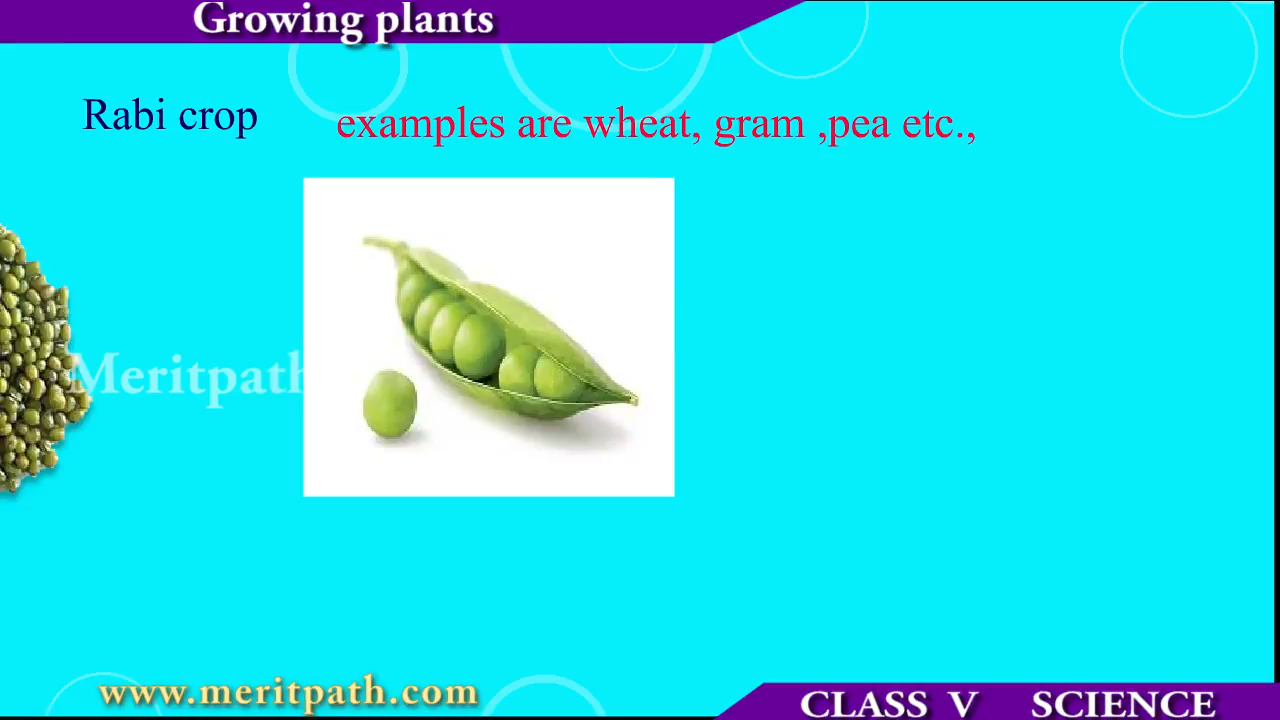 Growing plants
Rabi crop
examples are wheat, gram ,pea etc.,
Meritpath
www.meritpath.com
CLASS V SCIENCE